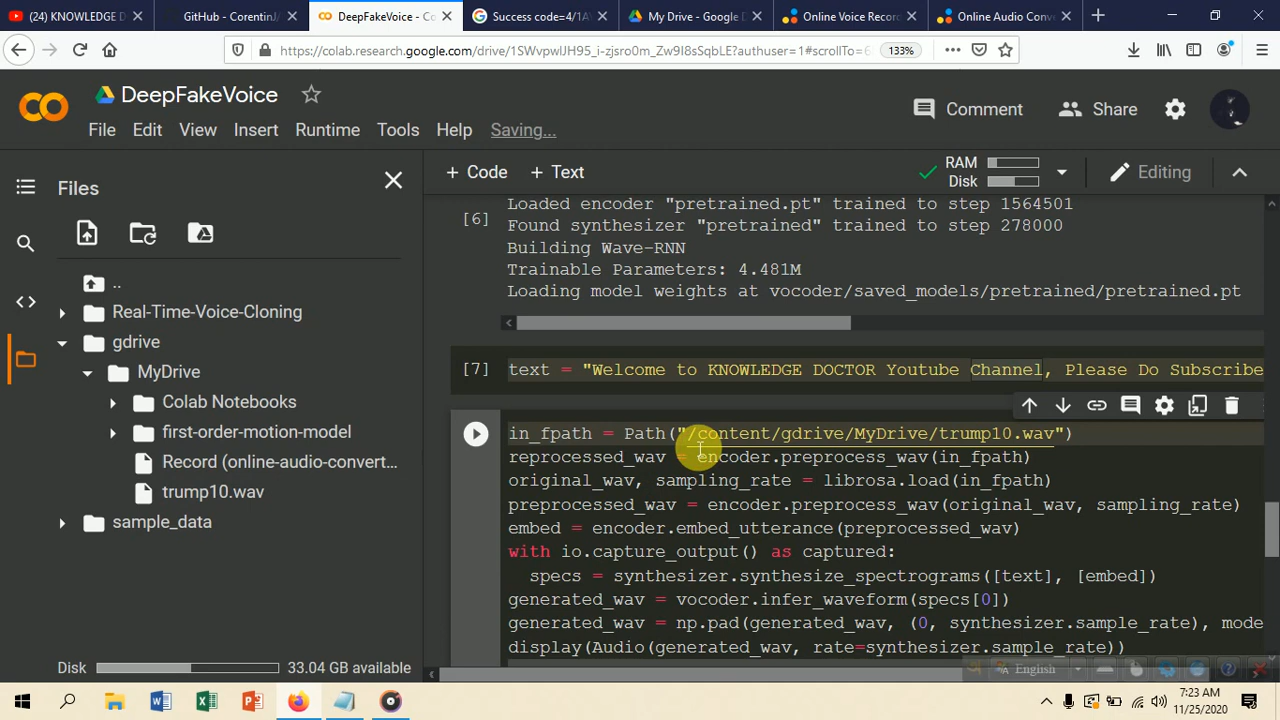 (24) KNOWLEDGE D
GitHub - CorentinJ/
DeepFakeVoice - Co
Success code=4/1AY
My Drive - Google D
Online Voice Record
Online Audio Conv
https://colab.research.google.com/drive/1SWvpwlJH95_i-zjsro0m_Zw9I8sSqbLE?authuser=1#scrollTo=6
133%
DeepFakeVoice
Comment
Share
File
Edit
View
Insert
Runtime
Tools
Help
Saving...
Files
+ Code
+ Text
RAM
Disk
Editing
..
Real-Time-Voice-Cloning
gdrive
MyDrive
Colab Notebooks
first-order-motion-model
Record (online-audio-convert...
trump10.wav
sample_data
Disk
33.04 GB available
[6]
Loaded encoder "pretrained.pt" trained to step 1564501
Found synthesizer "pretrained" trained to step 278000
Building Wave-RNN
Trainable Parameters: 4.481M
Loading model weights at vocoder/saved_models/pretrained/pretrained.pt
[7]
text = "Welcome to KNOWLEDGE DOCTOR Youtube Channel, Please Do Subscribe
in_fpath = Path("/content/gdrive/MyDrive/trump10.wav")
reprocessed_wav = encoder.preprocess_wav(in_fpath)
original_wav, sampling_rate = librosa.load(in_fpath)
preprocessed_wav = encoder.preprocess_wav(original_wav, sampling_rate)
embed = encoder.embed_utterance(preprocessed_wav)
with io.capture_output() as captured:
specs = synthesizer.synthesize_spectrograms([text], [embed])
generated_wav = vocoder.infer_waveform(specs[0])
generated_wav = np.pad(generated_wav, (0, synthesizer.sample_rate), mode
display(Audio(generated_wav, rate=synthesizer.sample_rate))
English
7:23 AM
11/25/2020